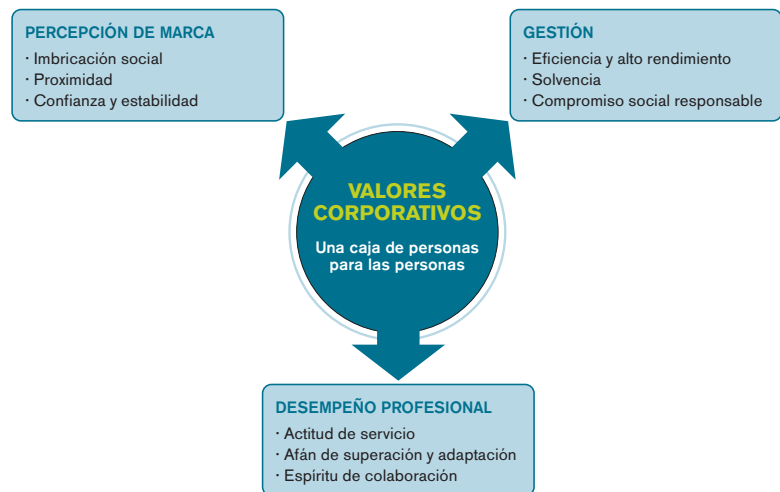 PERCEPCIÓN DE MARCA
· Imbricación social
· Proximidad
· Confianza y estabilidad
GESTIÓN
· Eficiencia y alto rendimiento
· Solvencia
· Compromiso social responsable
VALORES
CORPORATIVOS
Una caja de personas
para las personas
DESEMPEÑO PROFESIONAL
· Actitud de servicio
· Afán de superación y adaptación
· Espíritu de colaboración